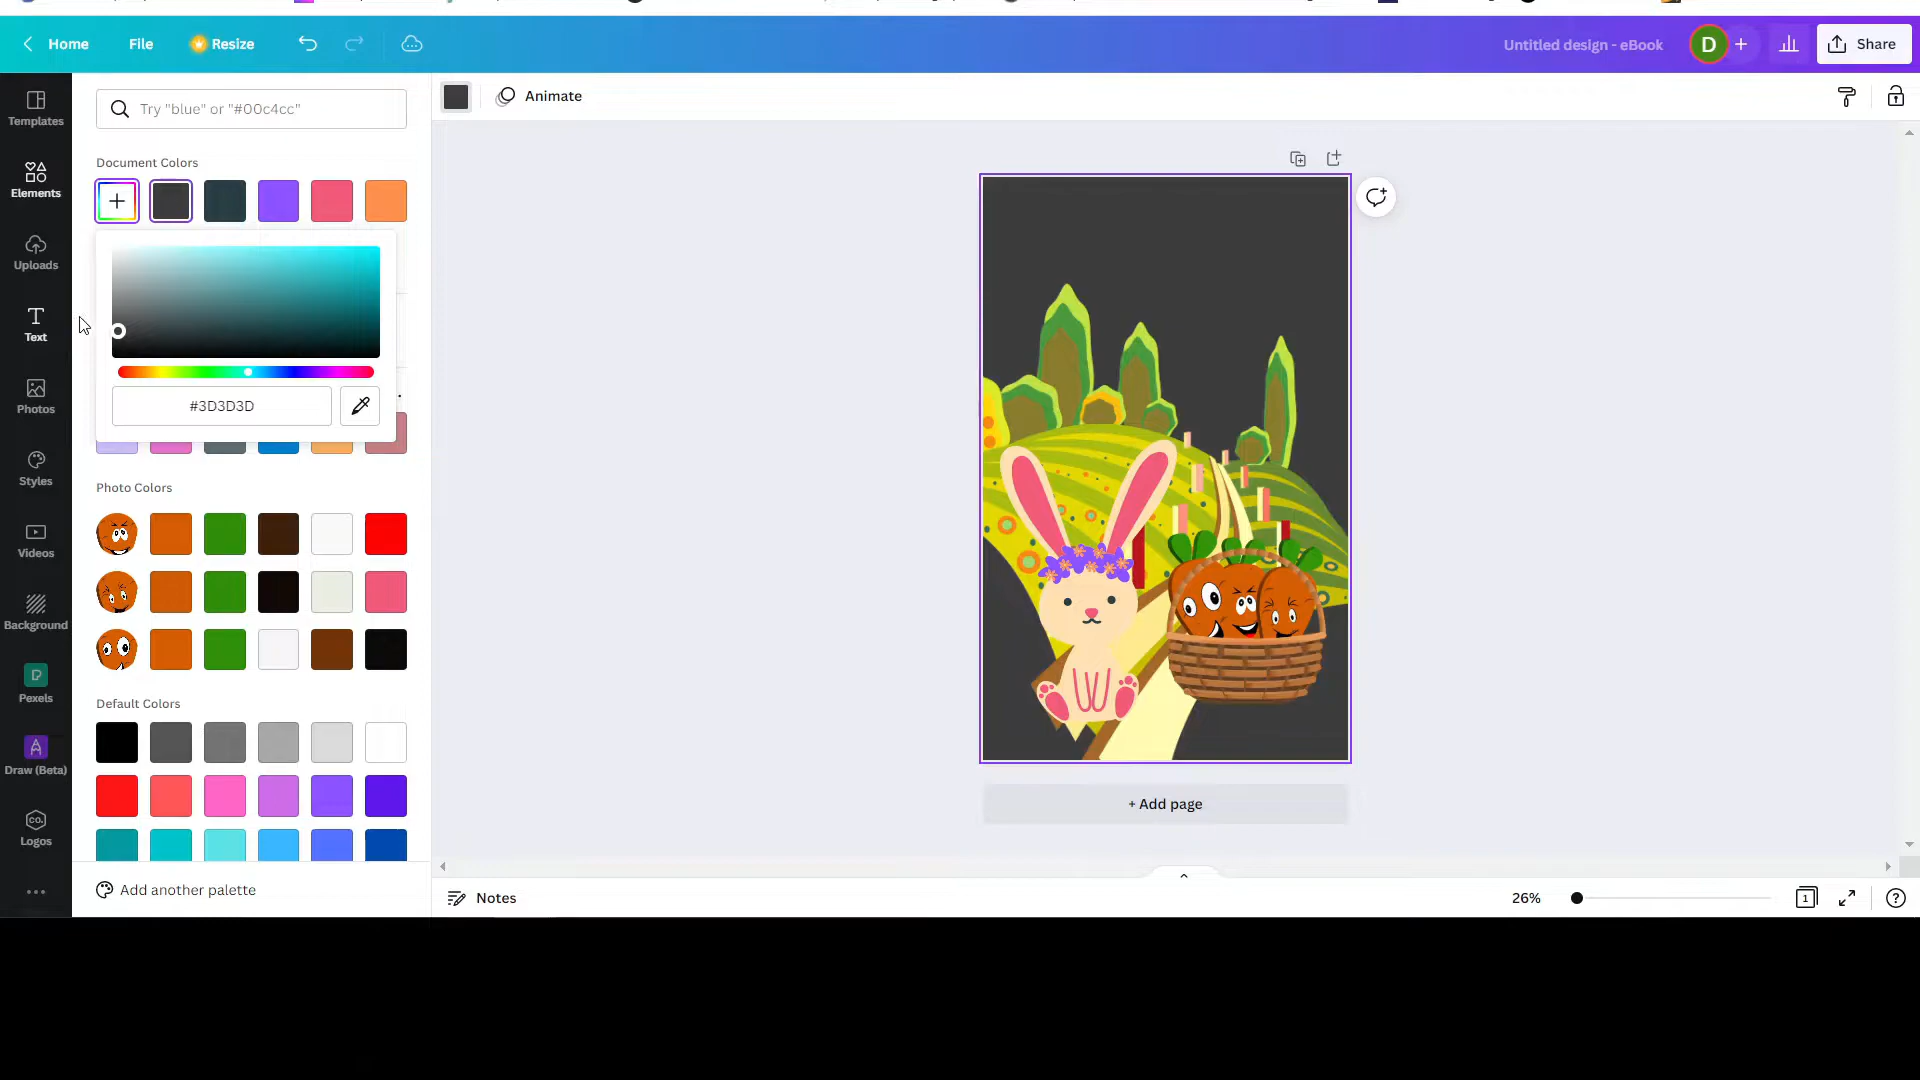 Home File Resize Untitled design - eBook D + Share
Templates
Elements
Uploads
Text
Photos
Styles
Videos
Background
Pexels
Draw (Beta)
CO.
Logos
Try "blue" or "#00c4cc"
Document Colors
#3D3D3D
Photo Colors
Default Colors
Add another palette
Animate
+ Add page
Notes
26%
1
?